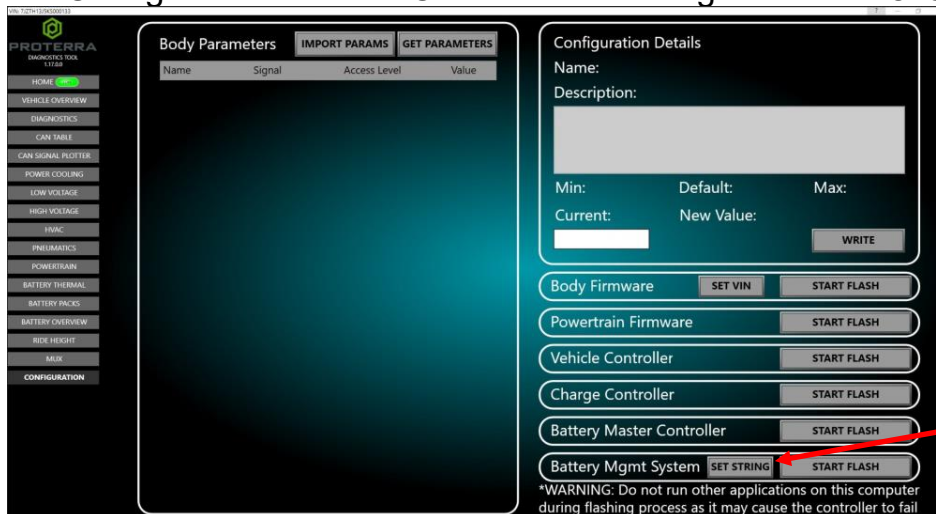 PROTERRA
DIAGNOSTICS TOOL
1.17.0.0
HOME
VEHICLE OVERVIEW
DIAGNOSTICS
CAN TABLE
CAN SIGNAL PLOTTER
POWER COOLING
LOW VOLTAGE
HIGH VOLTAGE
HVAC
PNEUMATICS
POWERTRAIN
BATTERY THERMAL
BATTERY PACKS
BATTERY OVERVIEW
RIDE HEIGHT
MUX
CONFIGURATION
Body Parameters IMPORT PARAMS GET PARAMETERS
Name Signal Access Level Value
Configuration Details
Name:
Description:
Min: Default: Max:
Current: New Value:
WRITE
Body Firmware SET VIN START FLASH
Powertrain Firmware START FLASH
Vehicle Controller START FLASH
Charge Controller START FLASH
Battery Master Controller START FLASH
Battery Mgmt System SET STRING START FLASH
*WARNING: Do not run other applications on this computer
during flashing process as it may cause the controller to fail